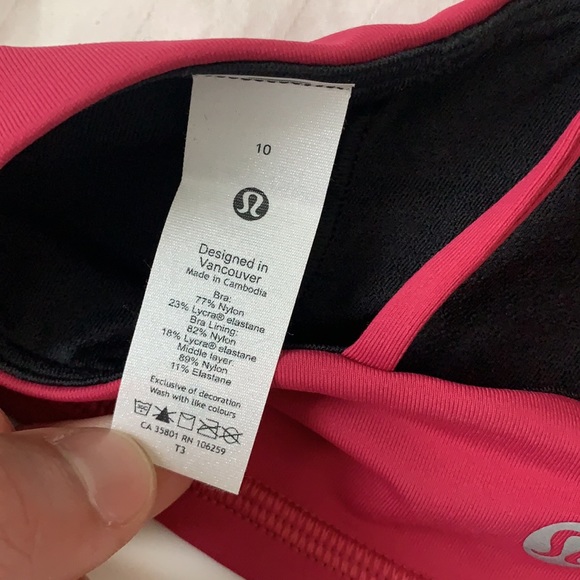 10
Designed in
Vancouver
Made in Cambodia
Bra:
77% Nylon
23% Lycra® elastane
Bra Lining:
82% Nylon
18% Lycra® elastane
Middle layer:
89% Nylon
11% Elastane
Exclusive of decoration
Wash with like colours
CA 35801 RN 106259
T3